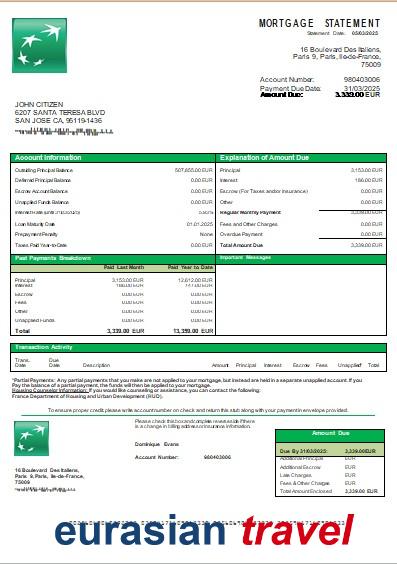 MORTGAGE STATEMENT
Statement Date: 05/03/2025
16 Boulevard Des Italiens,
Paris 9, Paris, Ile-de-France,
75009
Account Number: 980403006
Payment Due Date: 31/03/2025
Amount Due: 3,339.00 EUR
JOHN CITIZEN
6207 SANTA TERESA BLVD
SAN JOSE CA, 95119-1436
Account Information
Outstanding Principal Balance 507,655.00 EUR
Deferred Principal Balance 0.00 EUR
Escrow Account Balance 0.00 EUR
Unapplied Funds Balance 0.00 EUR
Interest Rate (until 31/03/2025)
Loan Maturity Date 01.01.2025
Prepayment Penalty None
Taxes Paid Year-to-Date 0.00 EUR
Explanation of Amount Due
Principal 3,153.00 EUR
Interest 186.00 EUR
Escrow (For Taxes and/or Insurance) 0.00 EUR
Other 0.00 EUR
Regular Monthly Payment 3,339.00 EUR
Fees and Other Charges 0.00 EUR
Overdue Payment 0.00 EUR
Total Amount Due 3,339.00 EUR
Past Payments Breakdown
Paid Last Month Paid Year to Date
Principal 3,153.00 EUR 12,612.00 EUR
Interest 186.00 EUR
Escrow 0.00 EUR 0.00 EUR
Fees 0.00 EUR 0.00 EUR
Other 0.00 EUR 0.00 EUR
Unapplied Funds 0.00 EUR 0.00 EUR
Total 3,339.00 EUR 13,359.00 EUR
Important Messages
Transaction Activity
Trans. Date Due Date Description Amount Principal Interest Escrow Fees Unapplied Total
*Partial Payments: Any partial payments that you make are not applied to your mortgage, but instead are held in a separate unapplied account. If you
Pay the balance of a partial payment, the funds will then be applied to your mortgage.
Housing Counselor Information: If you would like counseling or assistance, you can contact the following:
France Department of Housing and Urban Development (RUD).
To ensure proper credit please write account number on check and return this stub along with your payment in envelope provided.
Please check this box and complete reverse side if there
is a change in billing address or insurance information.
Dominique Evans
Account Number: 980403006
16 Boulevard Des Italiens,
Paris 9, Paris, Ile-de-France,
75009
Amount Due
Due By 31/03/2025: 3,339.00EUR
Additional Principal EUR
Additional Escrow EUR
Late Charges EUR
Fees & Other Charges EUR
Total Amount Enclosed 3,339.00 EUR
eurasian travel